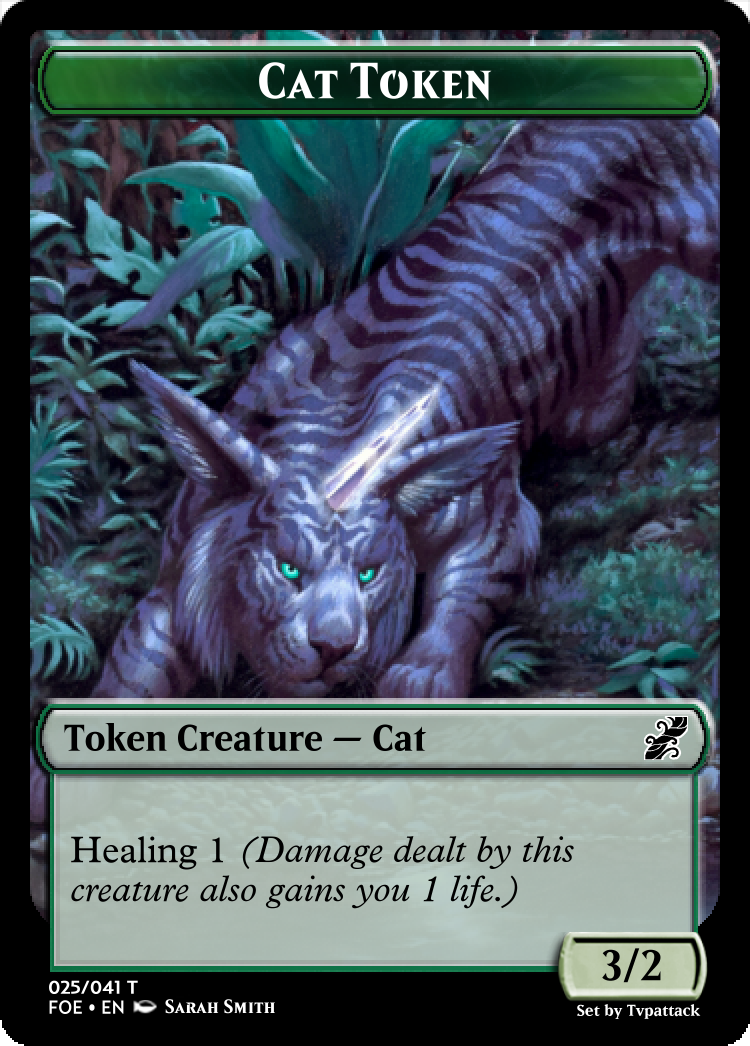 Cat Token
Token Creature — Cat
Healing 1 (Damage dealt by this
creature also gains you 1 life.)
3/2
025/041 T
FOE • EN Sarah Smith
Set by Tvpattack